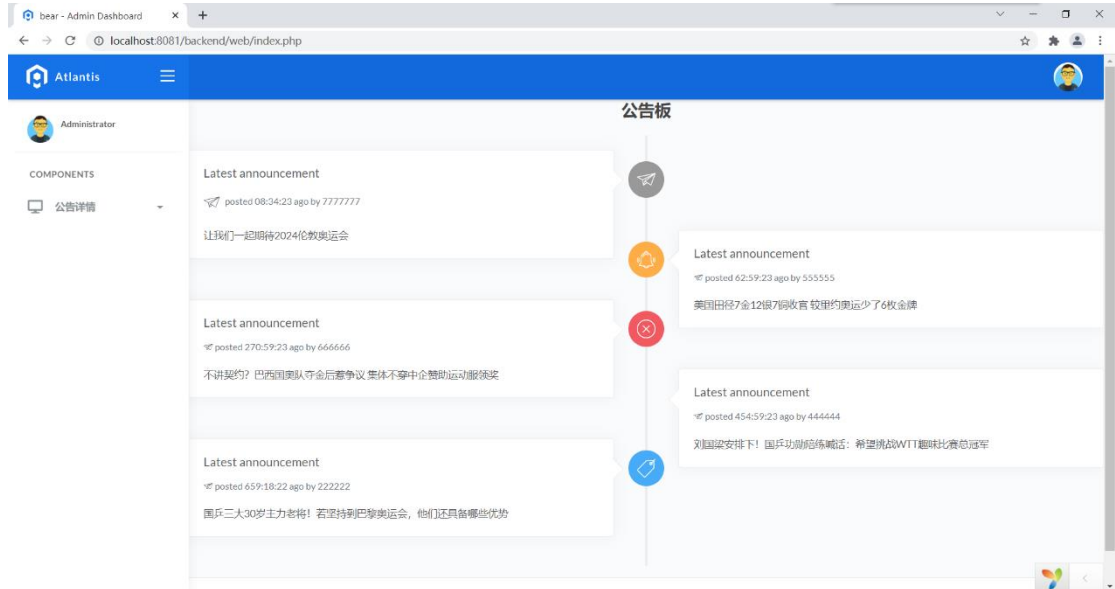 bear - Admin Dashboard
localhost:8081/backend/web/index.php
Atlantis
公告板
Administrator
COMPONENTS
公告详情
Latest announcement
posted 08:34:23 ago by 7777777
让我们一起期待2024伦敦奥运会
Latest announcement
posted 62:59:23 ago by 555555
美国田径7金12银7铜收官 较里约奥运少了6枚金牌
Latest announcement
posted 270:59:23 ago by 666666
不讲契约？巴西国奥队夺金后惹争议 集体不穿中企赞助运动服领奖
Latest announcement
posted 454:59:23 ago by 444444
刘国梁安排下！国乒功勋陪练喊话：希望挑战WTT趣味比赛总冠军
Latest announcement
posted 659:18:22 ago by 222222
国乒三大30岁主力老将！若坚持到巴黎奥运会，他们还具备哪些优势